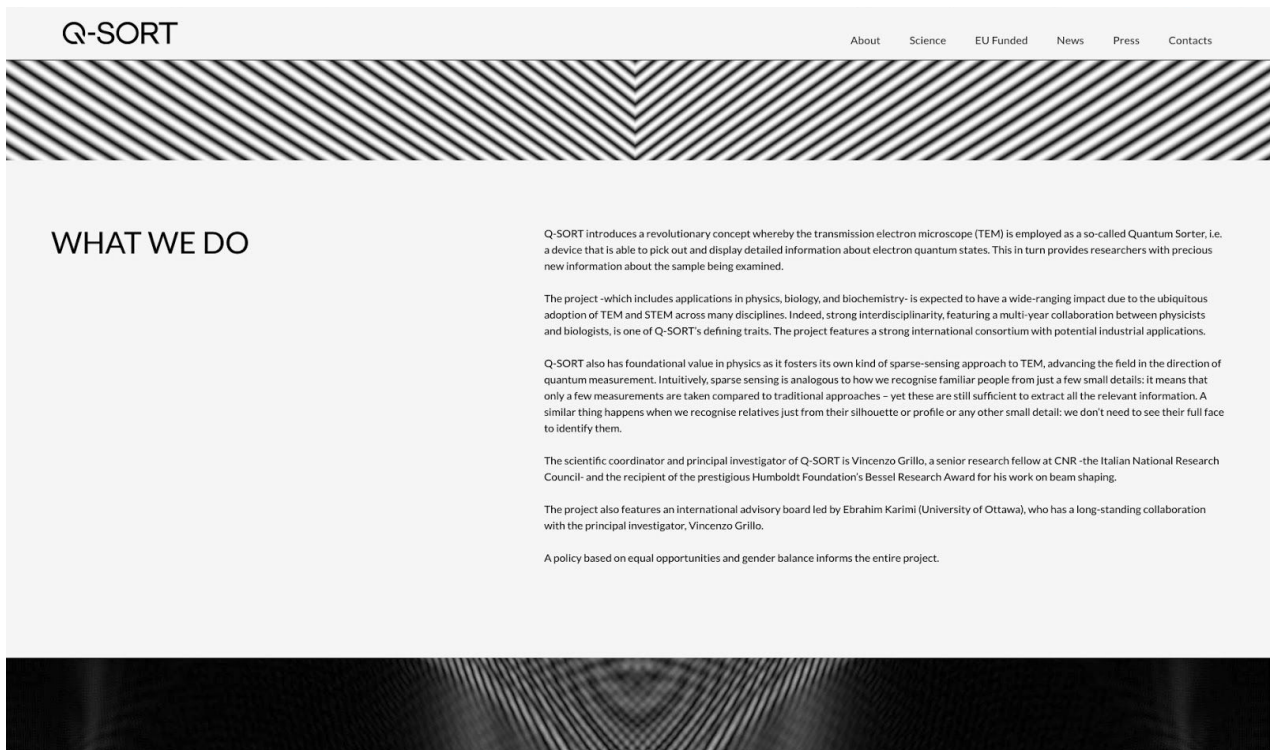 Q-SORT
About Science EU Funded News Press Contacts
WHAT WE DO
Q-SORT introduces a revolutionary concept whereby the transmission electron microscope (TEM) is employed as a so-called Quantum Sorter, i.e.
a device that is able to pick out and display detailed information about electron quantum states. This in turn provides researchers with precious
new information about the sample being examined.
The project -which includes applications in physics, biology, and biochemistry- is expected to have a wide-ranging impact due to the ubiquitous
adoption of TEM and STEM across many disciplines. Indeed, strong interdisciplinarity, featuring a multi-year collaboration between physicists
and biologists, is one of Q-SORT's defining traits. The project features a strong international consortium with potential industrial applications.
Q-SORT also has foundational value in physics as it fosters its own kind of sparse-sensing approach to TEM, advancing the field in the direction of
quantum measurement. Intuitively, sparse sensing is analogous to how we recognise familiar people from just a few small details: it means that
only a few measurements are taken compared to traditional approaches – yet these are still sufficient to extract all the relevant information. A
similar thing happens when we recognise relatives just from their silhouette or profile or any other small detail: we don't need to see their full face
to identify them.
The scientific coordinator and principal investigator of Q-SORT is Vincenzo Grillo, a senior research fellow at CNR -the Italian National Research
Council- and the recipient of the prestigious Humboldt Foundation's Bessel Research Award for his work on beam shaping.
The project also features an international advisory board led by Ebrahim Karimi (University of Ottawa), who has a long-standing collaboration
with the principal investigator, Vincenzo Grillo.
A policy based on equal opportunities and gender balance informs the entire project.